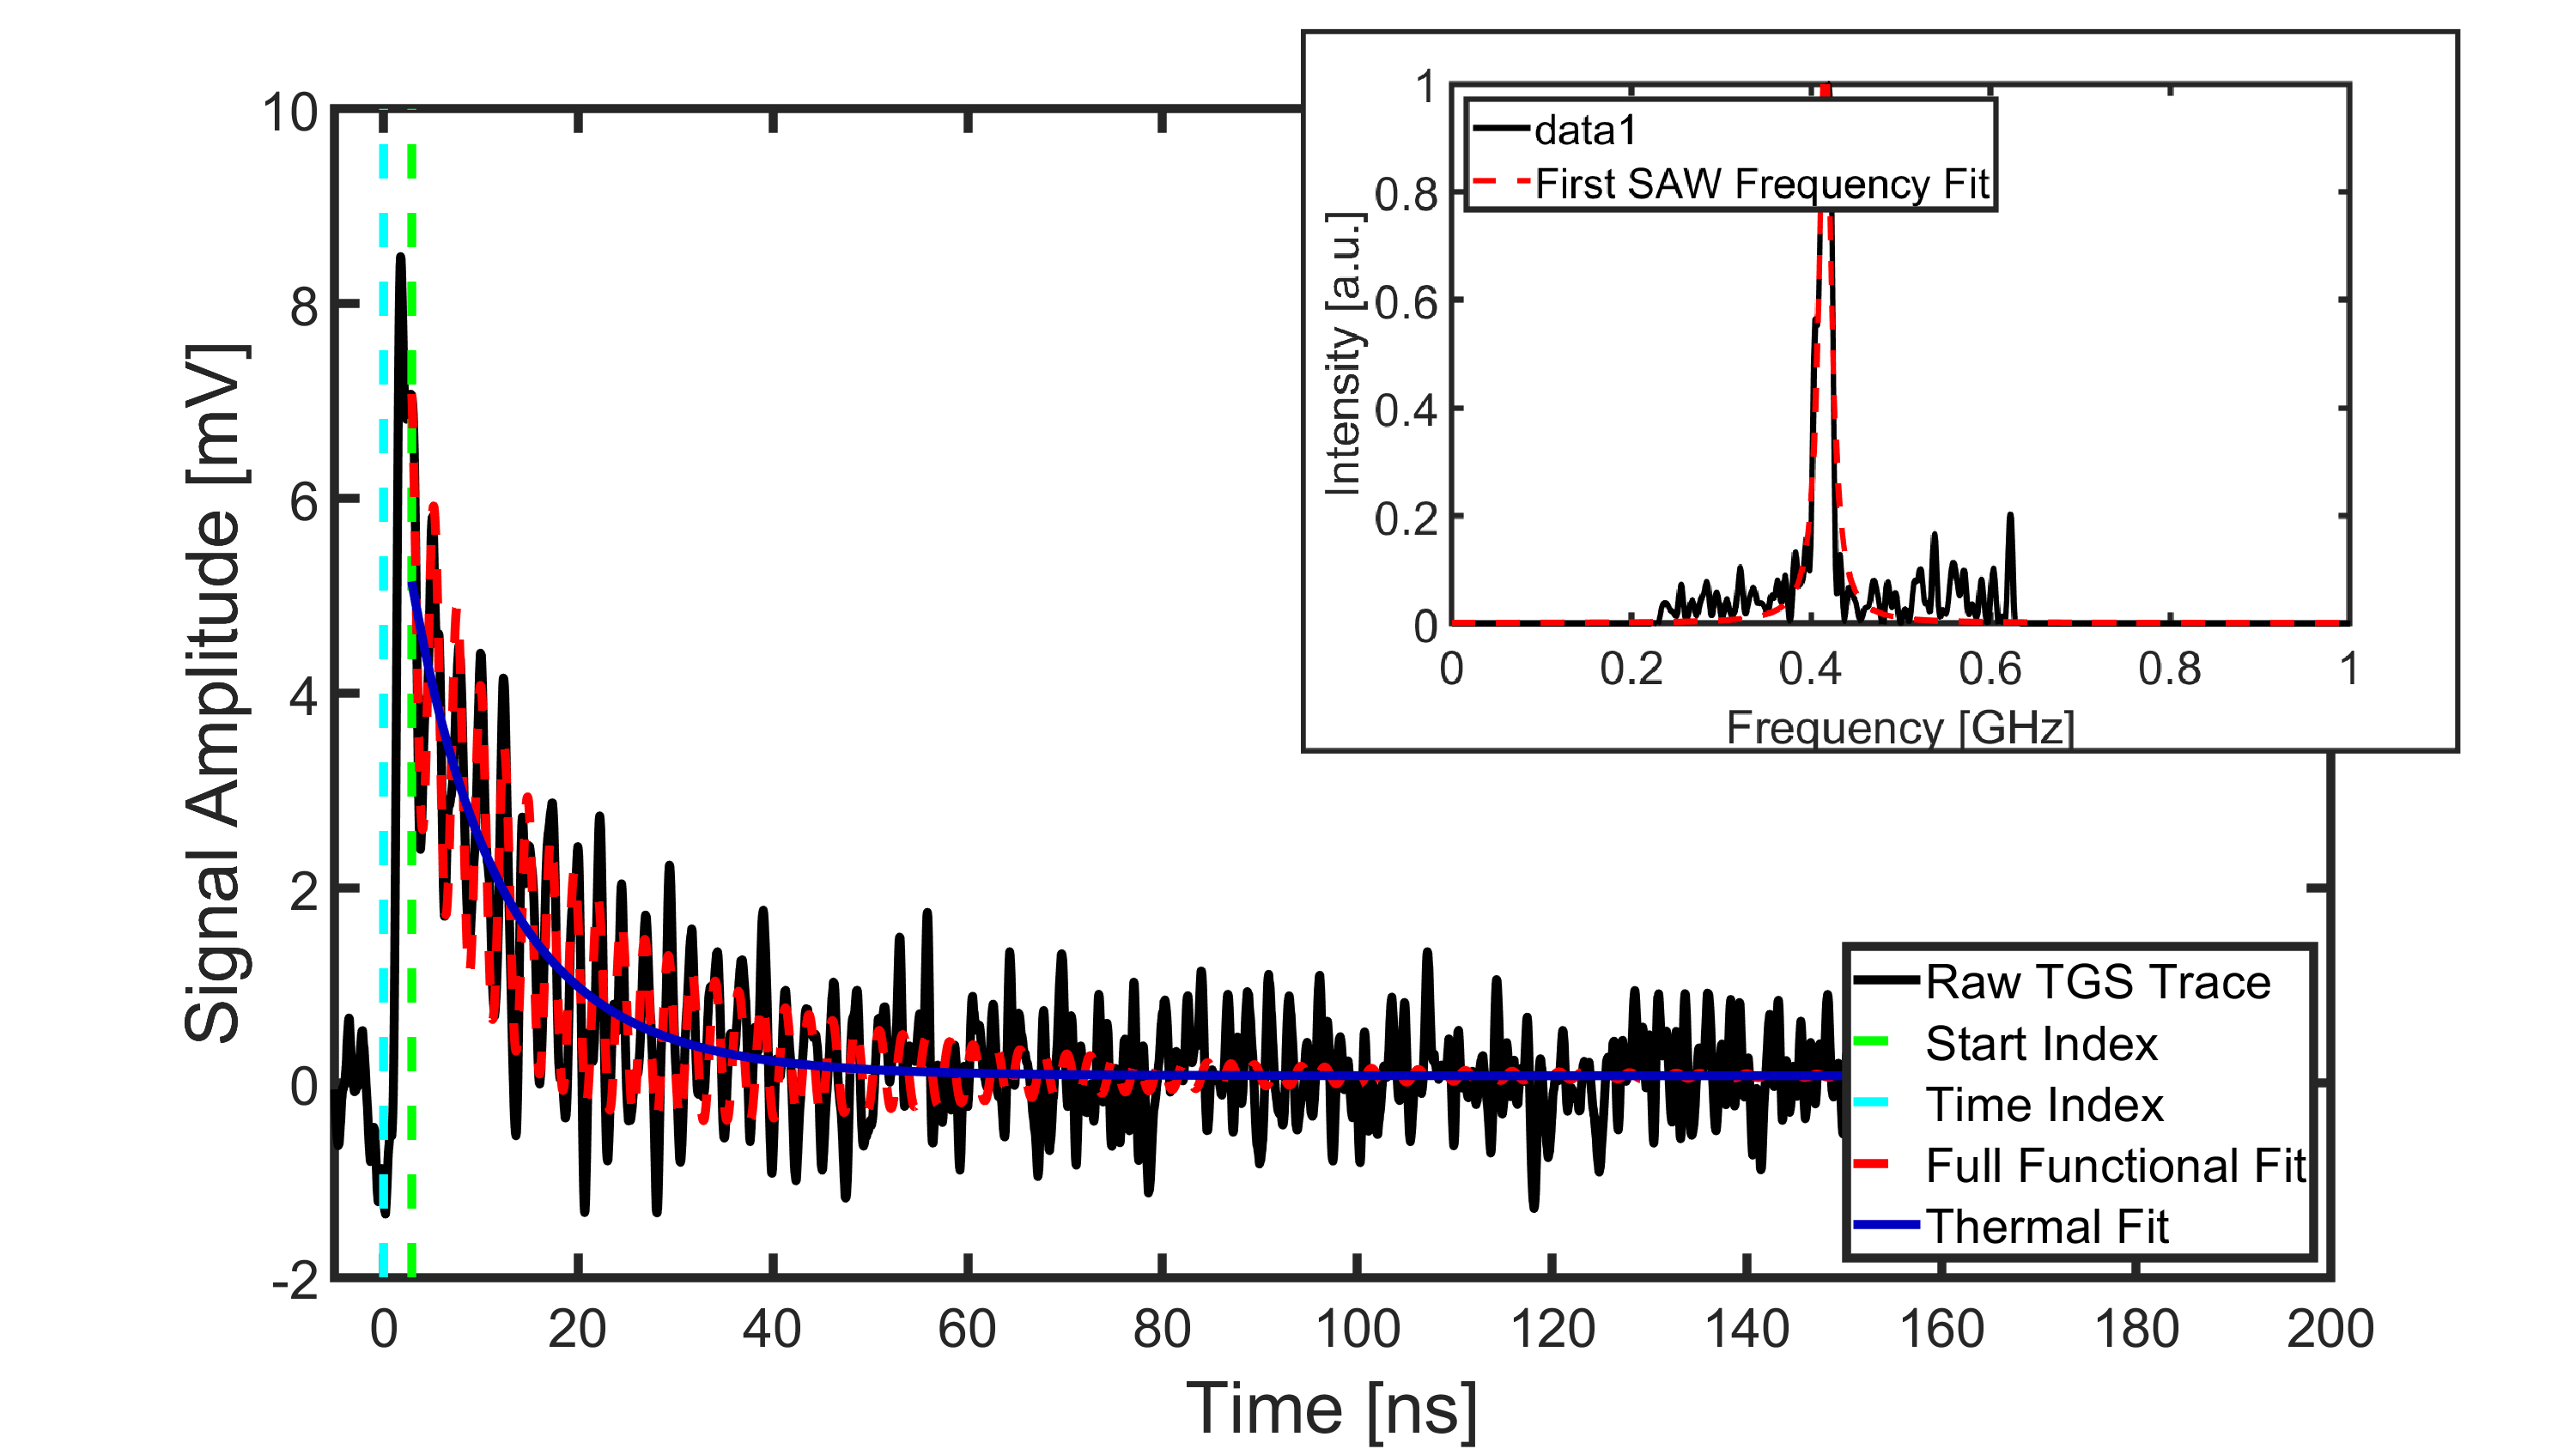 10
8
6
4
2
0
-2
Signal Amplitude [mV]
0 20 40 60 80 100 120 140 160 180 200
Time [ns]
1
0.8
0.6
0.4
0.2
0
Intensity [a.u.]
data1
First SAW Frequency Fit
0 0.2 0.4 0.6 0.8 1
Frequency [GHz]
Raw TGS Trace
Start Index
Time Index
Full Functional Fit
Thermal Fit